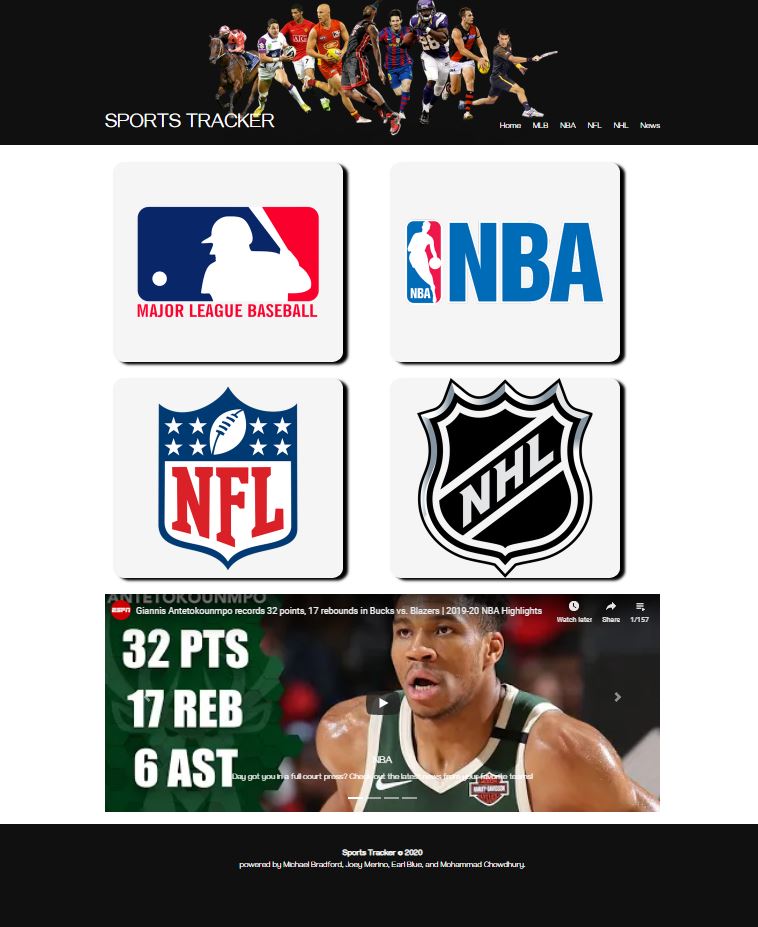 SPORTS TRACKER
Home MLB NBA NFL NHL News
MAJOR LEAGUE BASEBALL
NBA NBA
NFL
NHL
ANTETOKOUNMPO
ESPN Giannis Antetokounmpo records 32 points, 17 rebounds in Bucks vs. Blazers | 2019-20 NBA Highlights
Watch later Share 1/157
32 PTS
17 REB
6 AST
NBA
Day got you in a full court press? Check out the latest news from your favorite teams!
HARLEY-DAVIDSON
Sports Tracker © 2020
powered by Michael Bradford, Joey Merino, Earl Blue, and Mohammad Chowdhury.